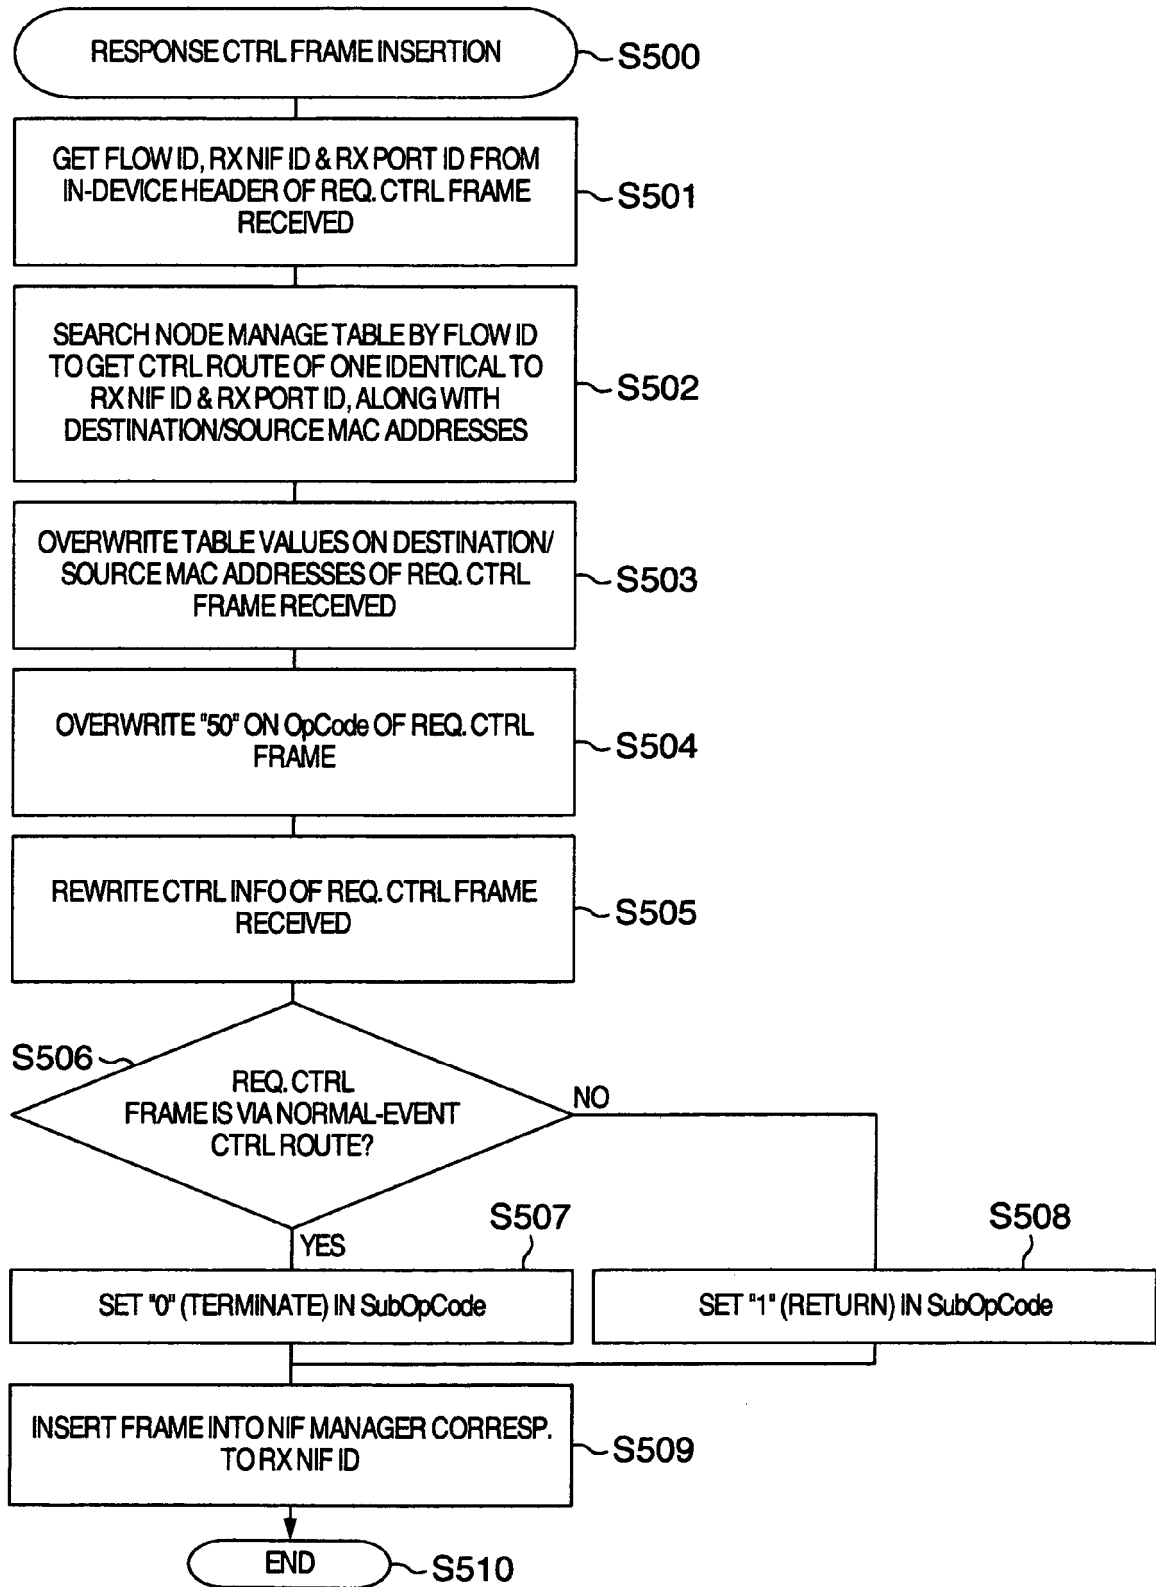 RESPONSE CTRL FRAME INSERTION
S500
GET FLOW ID, RX NIF ID & RX PORT ID FROM
IN-DEVICE HEADER OF REQ. CTRL FRAME
RECEIVED
S501
SEARCH NODE MANAGE TABLE BY FLOW ID
TO GET CTRL ROUTE OF ONE IDENTICAL TO
RX NIF ID & RX PORT ID, ALONG WITH
DESTINATION/SOURCE MAC ADDRESSES
S502
OVERWRITE TABLE VALUES ON DESTINATION/
SOURCE MAC ADDRESSES OF REQ. CTRL
FRAME RECEIVED
S503
OVERWRITE "50" ON OpCode OF REQ. CTRL
FRAME
S504
REWRITE CTRL INFO OF REQ. CTRL FRAME
RECEIVED
S505
S506
REQ. CTRL
FRAME IS VIA NORMAL-EVENT
CTRL ROUTE?
NO
YES
S507
S508
SET "0" (TERMINATE) IN SubOpCode
SET "1" (RETURN) IN SubOpCode
INSERT FRAME INTO NIF MANAGER CORRESP.
TO RX NIF ID
S509
END
S510